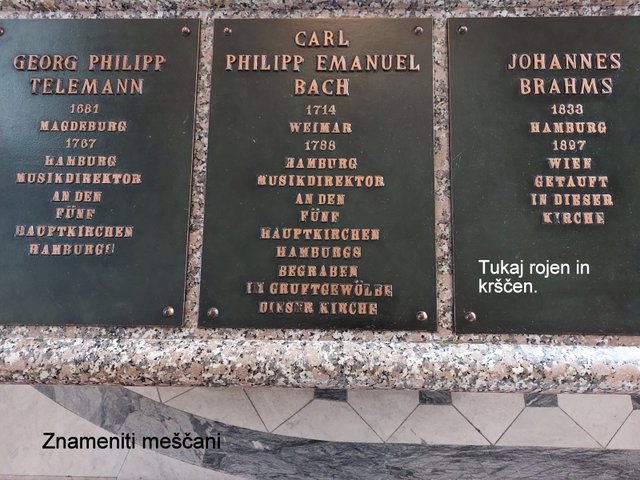 GEORG PHILIPP
TELEMANN
1681
MAGDEBURG
1767
HAMBURG
MUSIKDIREKTOR
AN DEN
FÜNF
HAUPTKIRCHEN
HAMBURGS
CARL
PHILIPP EMANUEL
BACH
1714
WEIMAR
1788
HAMBURG
MUSIKDIREKTOR
AN DEN
FÜNF
HAUPTKIRCHEN
HAMBURGS
BEGRABEN
IM GRUFTGEWÖLBE
DIESER KIRCHE
JOHANNES
BRAHMS
1833
HAMBURG
1897
WIEN
GETAUFT
IN DIESER
KIRCHE
Tukaj rojen in
krščen.
Znameniti meščani